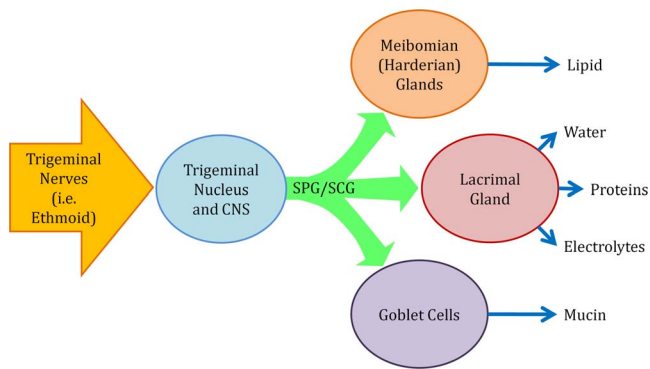 Trigeminal
Nerves
(i.e.
Ethmoid)
Trigeminal
Nucleus
and CNS
SPG/SCG
Meibomian
(Harderian)
Glands
Lipid
Lacrimal
Gland
Water
Proteins
Electrolytes
Goblet Cells
Mucin